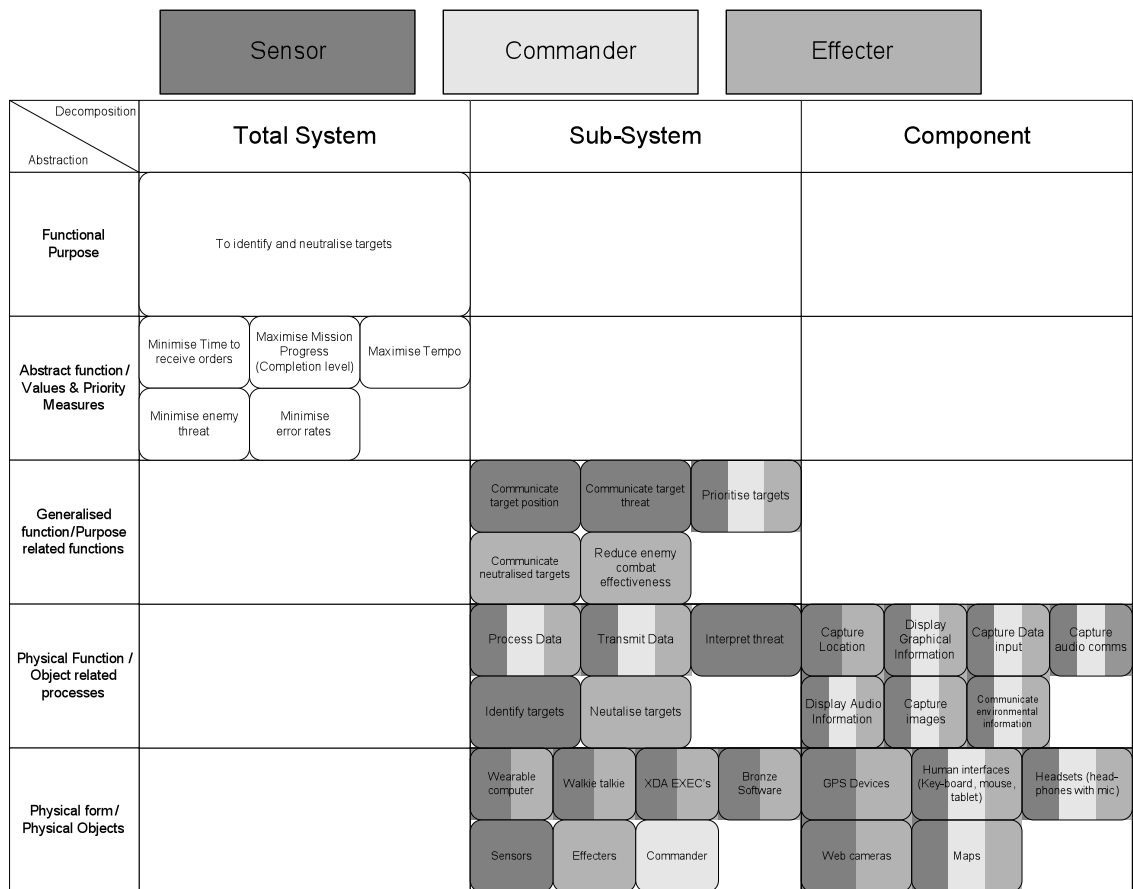 Sensor
Commander
Effecter
Decomposition
Abstraction
Total System
Sub-System
Component
Functional
Purpose
To identify and neutralise targets
Abstract function/
Values & Priority
Measures
Minimise Time to
receive orders
Maximise Mission
Progress
(Completion level)
Maximise Tempo
Minimise enemy
threat
Minimise
error rates
Generalised
function/Purpose
related functions
Communicate
target position
Communicate target
threat
Prioritise targets
Communicate
neutralised targets
Reduce enemy
combat
effectiveness
Physical Function /
Object related
processes
Process Data
Transmit Data
Interpret threat
Identify targets
Neutalise targets
Capture
Location
Display
Graphical
Information
Capture Data
input
Capture
audio comms
Display Audio
Information
Capture
images
Communicate
environmental
information
Physical form/
Physical Objects
Wearable
computer
Walkie talkie
XDA EXEC's
Bronze
Software
Sensors
Effecters
Commander
GPS Devices
Human interfaces
(Key-board, mouse,
tablet)
Headsets (head-
phones with mic)
Web cameras
Maps